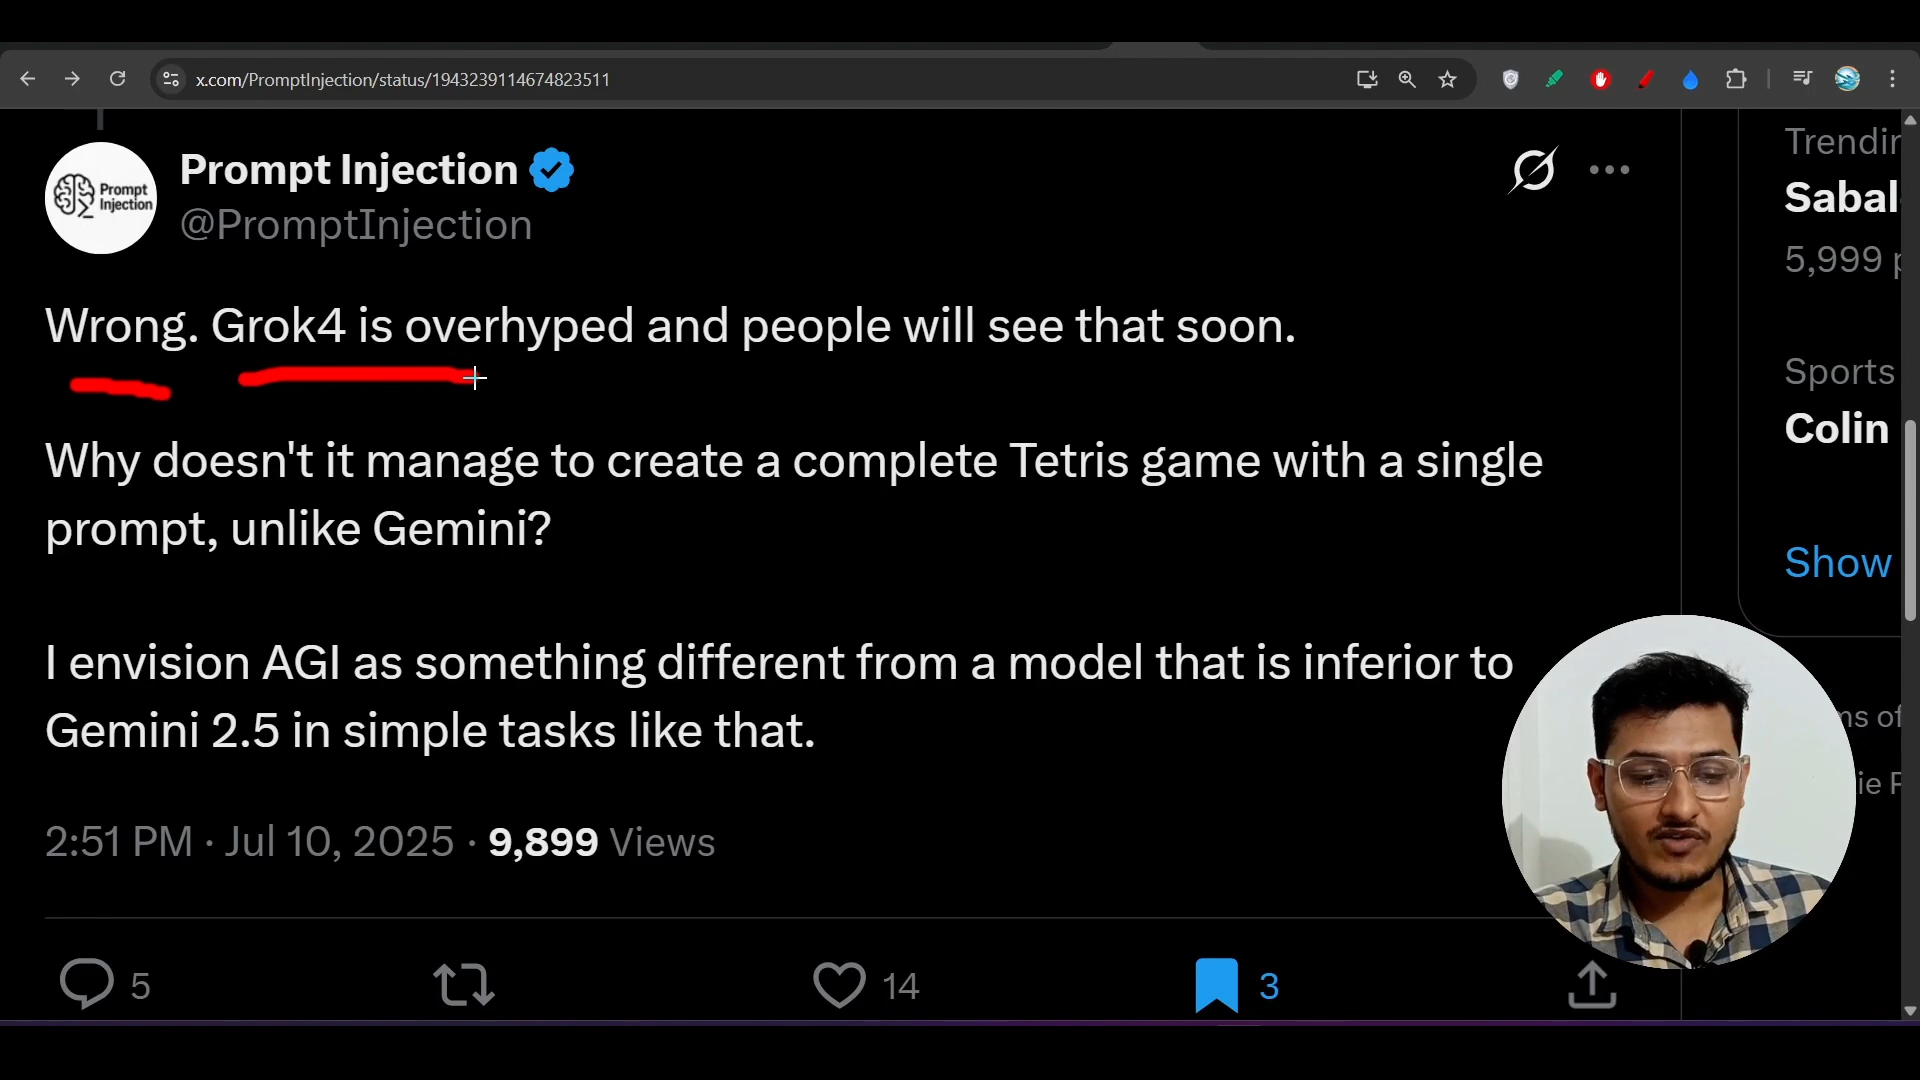 x.com/PromptInjection/status/1943239114674823511
Prompt Injection
Prompt Injection
@PromptInjection
Wrong. Grok4 is overhyped and people will see that soon.
Why doesn't it manage to create a complete Tetris game with a single
prompt, unlike Gemini?
I envision AGI as something different from a model that is inferior to
Gemini 2.5 in simple tasks like that.
2:51 PM · Jul 10, 2025 · 9,899 Views
5
14
3
5,999
Sports
Colin
Show